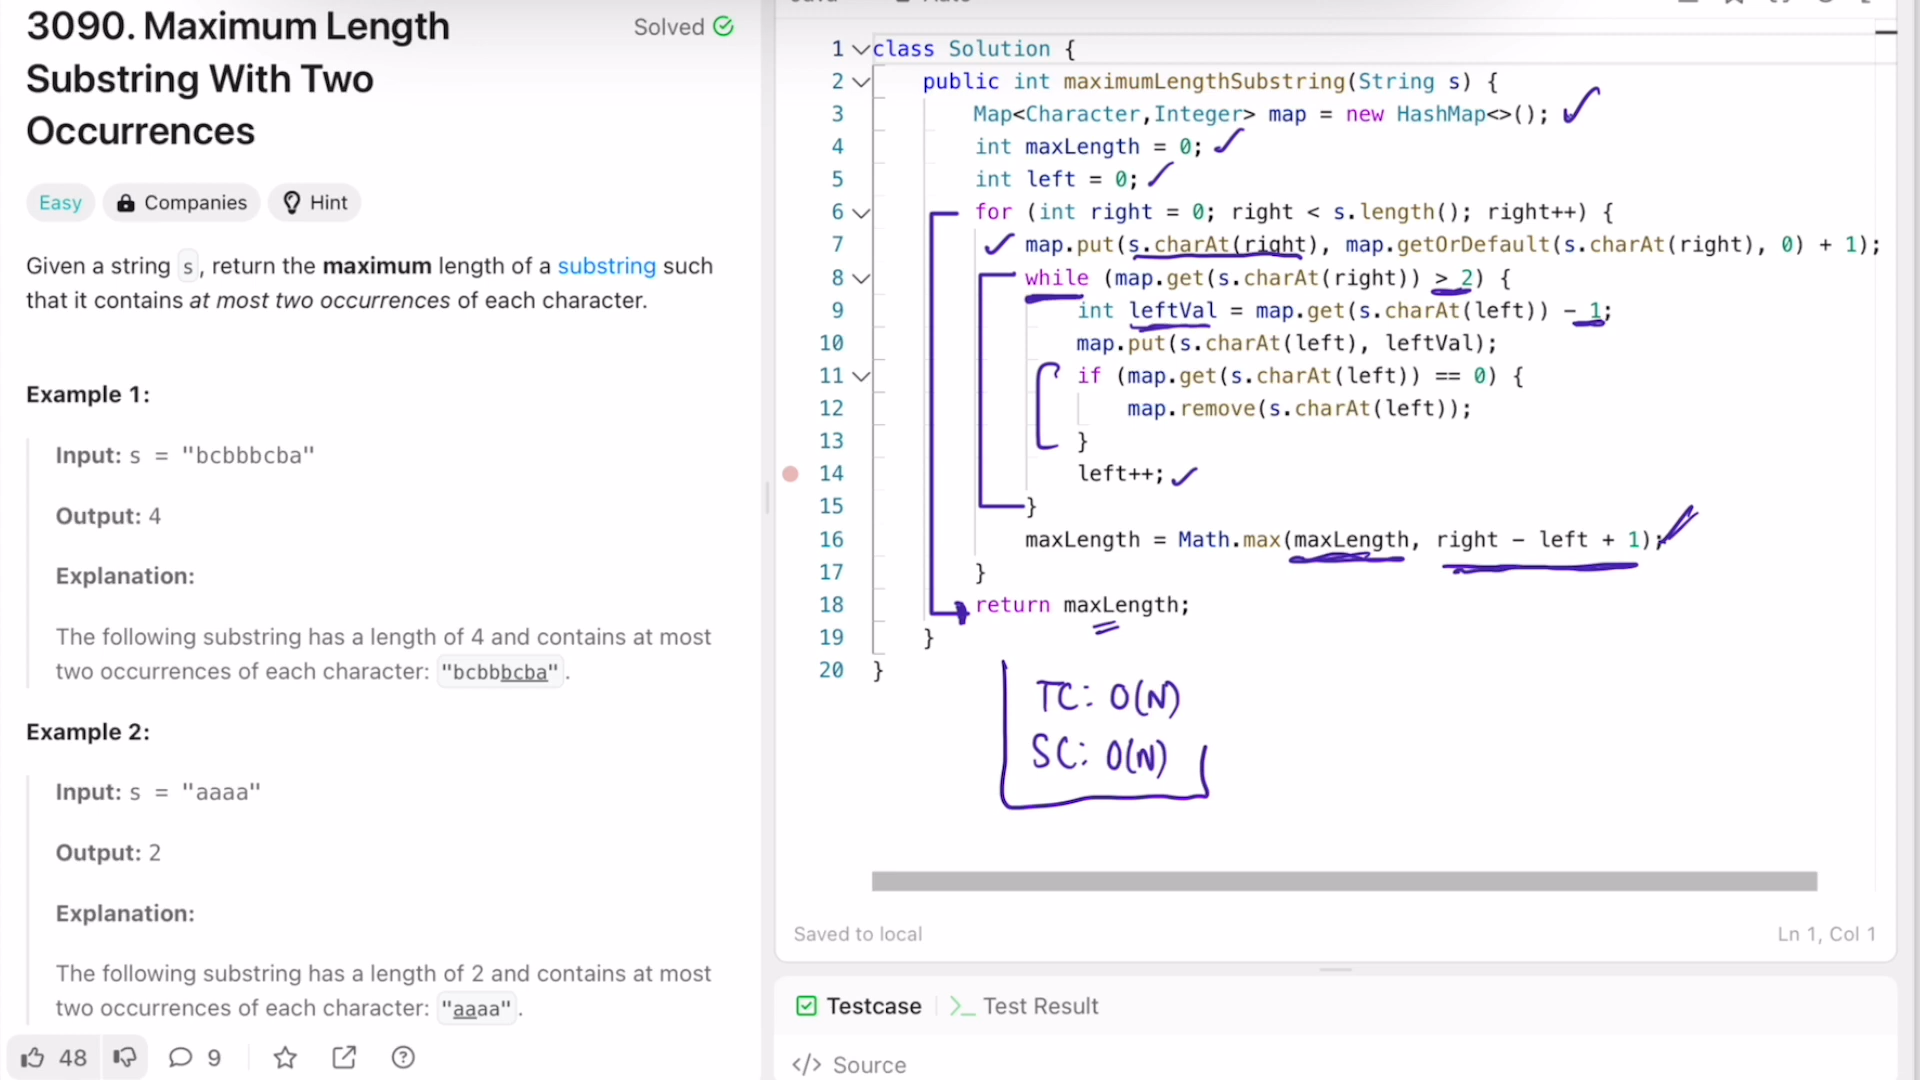 3090. Maximum Length
Substring With Two
Occurrences
Solved
Easy
Companies
Hint
Given a string s, return the maximum length of a substring such
that it contains at most two occurrences of each character.
Example 1:
Input: s = "bcbbbcba"
Output: 4
Explanation:
The following substring has a length of 4 and contains at most
two occurrences of each character: "bcbbbcba".
Example 2:
Input: s = "aaaa"
Output: 2
Explanation:
The following substring has a length of 2 and contains at most
two occurrences of each character: "aaaa".
48
9
1 class Solution {
2 public int maximumLengthSubstring(String s) {
3 Map<Character,Integer> map = new HashMap<>();
4 int maxLength = 0;
5 int left = 0;
6 for (int right = 0; right < s.length(); right++) {
7 map.put(s.charAt(right), map.getOrDefault(s.charAt(right), 0) + 1);
8 while (map.get(s.charAt(right)) > 2) {
9 int leftVal = map.get(s.charAt(left)) - 1;
10 map.put(s.charAt(left), leftVal);
11 if (map.get(s.charAt(left)) == 0) {
12 map.remove(s.charAt(left));
13 }
14 left++;
15 }
16 maxLength = Math.max(maxLength, right - left + 1);
17 }
18 return maxLength;
19 }
20 }
TC: O(N)
SC: O(N)
Saved to local
Ln 1, Col 1
Testcase
>_ Test Result
</> Source